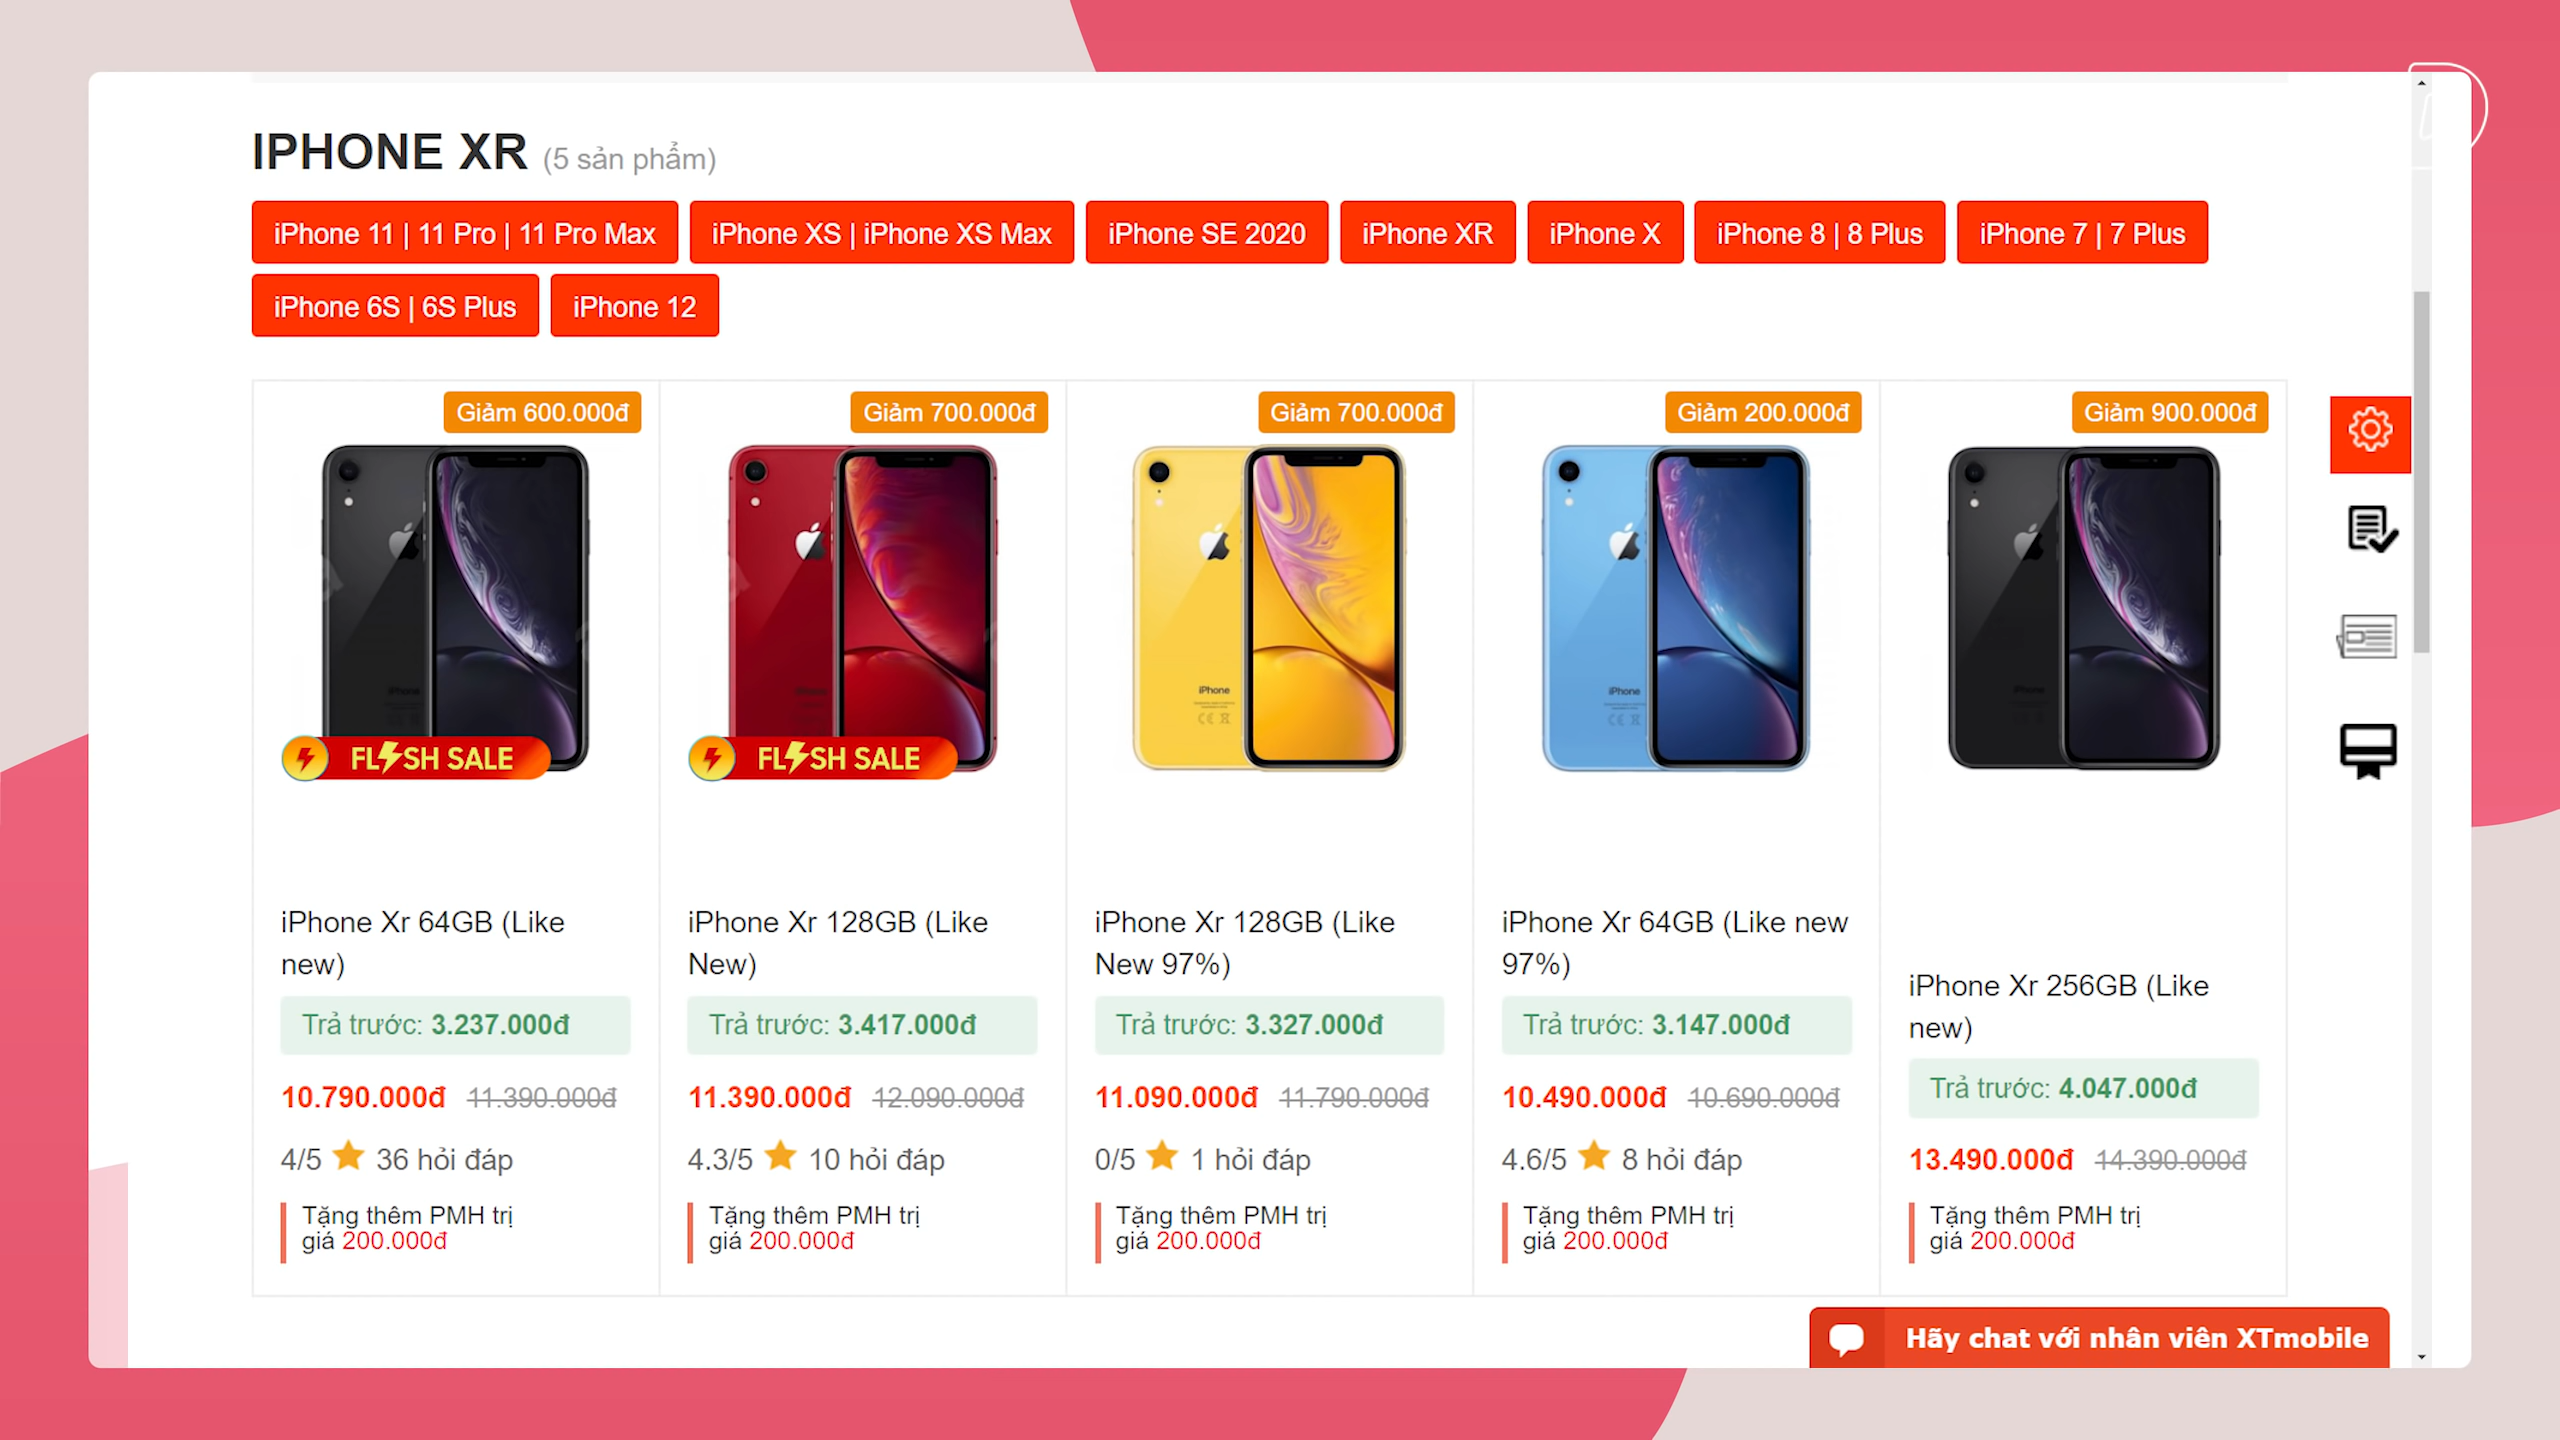 IPHONE XR (5 sản phẩm)
iPhone 11 | 11 Pro | 11 Pro Max
iPhone XS | iPhone XS Max
iPhone SE 2020
iPhone XR
iPhone X
iPhone 8 | 8 Plus
iPhone 7 | 7 Plus
iPhone 6S | 6S Plus
iPhone 12
Giảm 600.000đ
iPhone
FLASH SALE
iPhone Xr 64GB (Like
new)
Trả trước: 3.237.000đ
10.790.000đ 11.390.000đ
4/5 36 hỏi đáp
Tặng thêm PMH trị
giá 200.000đ
Giảm 700.000đ
FLASH SALE
iPhone Xr 128GB (Like
New)
Trả trước: 3.417.000đ
11.390.000đ 12.090.000đ
4.3/5 10 hỏi đáp
Tặng thêm PMH trị
giá 200.000đ
Giảm 700.000đ
iPhone
iPhone Xr 128GB (Like
New 97%)
Trả trước: 3.327.000đ
11.090.000đ 11.790.000đ
0/5 1 hỏi đáp
Tặng thêm PMH trị
giá 200.000đ
Giảm 200.000đ
iPhone
iPhone Xr 64GB (Like new
97%)
Trả trước: 3.147.000đ
10.490.000đ 10.690.000đ
4.6/5 8 hỏi đáp
Tặng thêm PMH trị
giá 200.000đ
Giảm 900.000đ
iPhone
iPhone Xr 256GB (Like
new)
Trả trước: 4.047.000đ
13.490.000đ 14.390.000đ
Tặng thêm PMH trị
giá 200.000đ
Hãy chat với nhân viên XTmobile